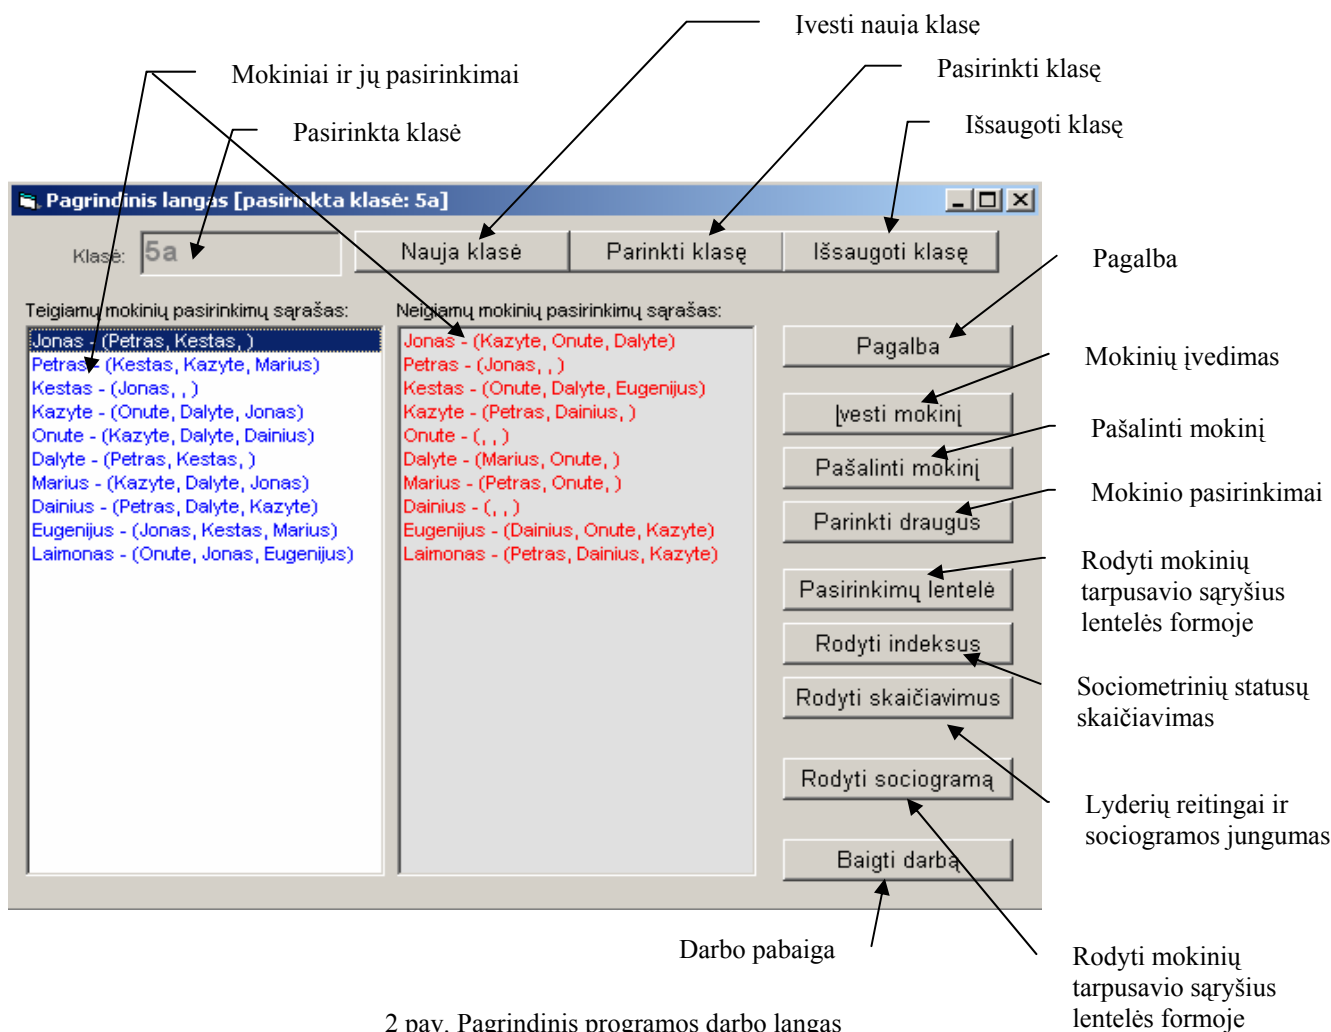 Įvesti nauja klasę
Mokiniai ir jų pasirinkimai
Pasirinkti klasę
Pasirinkta klasė
Išsaugoti klasę
Pagrindinis langas [pasirinkta klasė: 5a]
Klasė:
5a
Nauja klasė
Parinkti klasę
Išsaugoti klasę
Teigiamų mokinių pasirinkimų sąrašas:
Jonas - (Petras, Kestas, )
Petras - (Kestas, Kazyte, Marius)
Kestas - (Jonas, , )
Kazyte - (Onute, Dalyte, Jonas)
Onute - (Kazyte, Dalyte, Dainius)
Dalyte - (Petras, Kestas, )
Marius - (Kazyte, Dalyte, Jonas)
Dainius - (Petras, Dalyte, Kazyte)
Eugenijus - (Jonas, Kestas, Marius)
Laimonas - (Onute, Jonas, Eugenijus)
Neigiamų mokinių pasirinkimų sąrašas:
Jonas - (Kazyte, Onute, Dalyte)
Petras - (Jonas, , )
Kestas - (Onute, Dalyte, Eugenijus)
Kazyte - (Petras, Dainius, )
Onute - (, , )
Dalyte - (Marius, Onute, )
Marius - (Petras, Onute, )
Dainius - (, , )
Eugenijus - (Dainius, Onute, Kazyte)
Laimonas - (Petras, Dainius, Kazyte)
Pagalba
Įvesti mokinį
Pašalinti mokinį
Parinkti draugus
Pasirinkimų lentelė
Rodyti indeksus
Rodyti skaičiavimus
Rodyti sociogramą
Baigti darbą
Pagalba
Mokinių įvedimas
Pašalinti mokinį
Mokinio pasirinkimai
Rodyti mokinių
tarpusavio sąryšius
lentelės formoje
Sociometrinių statusų
skaičiavimas
Lyderių reitingai ir
sociogramos jungumas
Darbo pabaiga
Rodyti mokinių
tarpusavio sąryšius
lentelės formoje
2 pav. Pagrindinis programos darbo langas